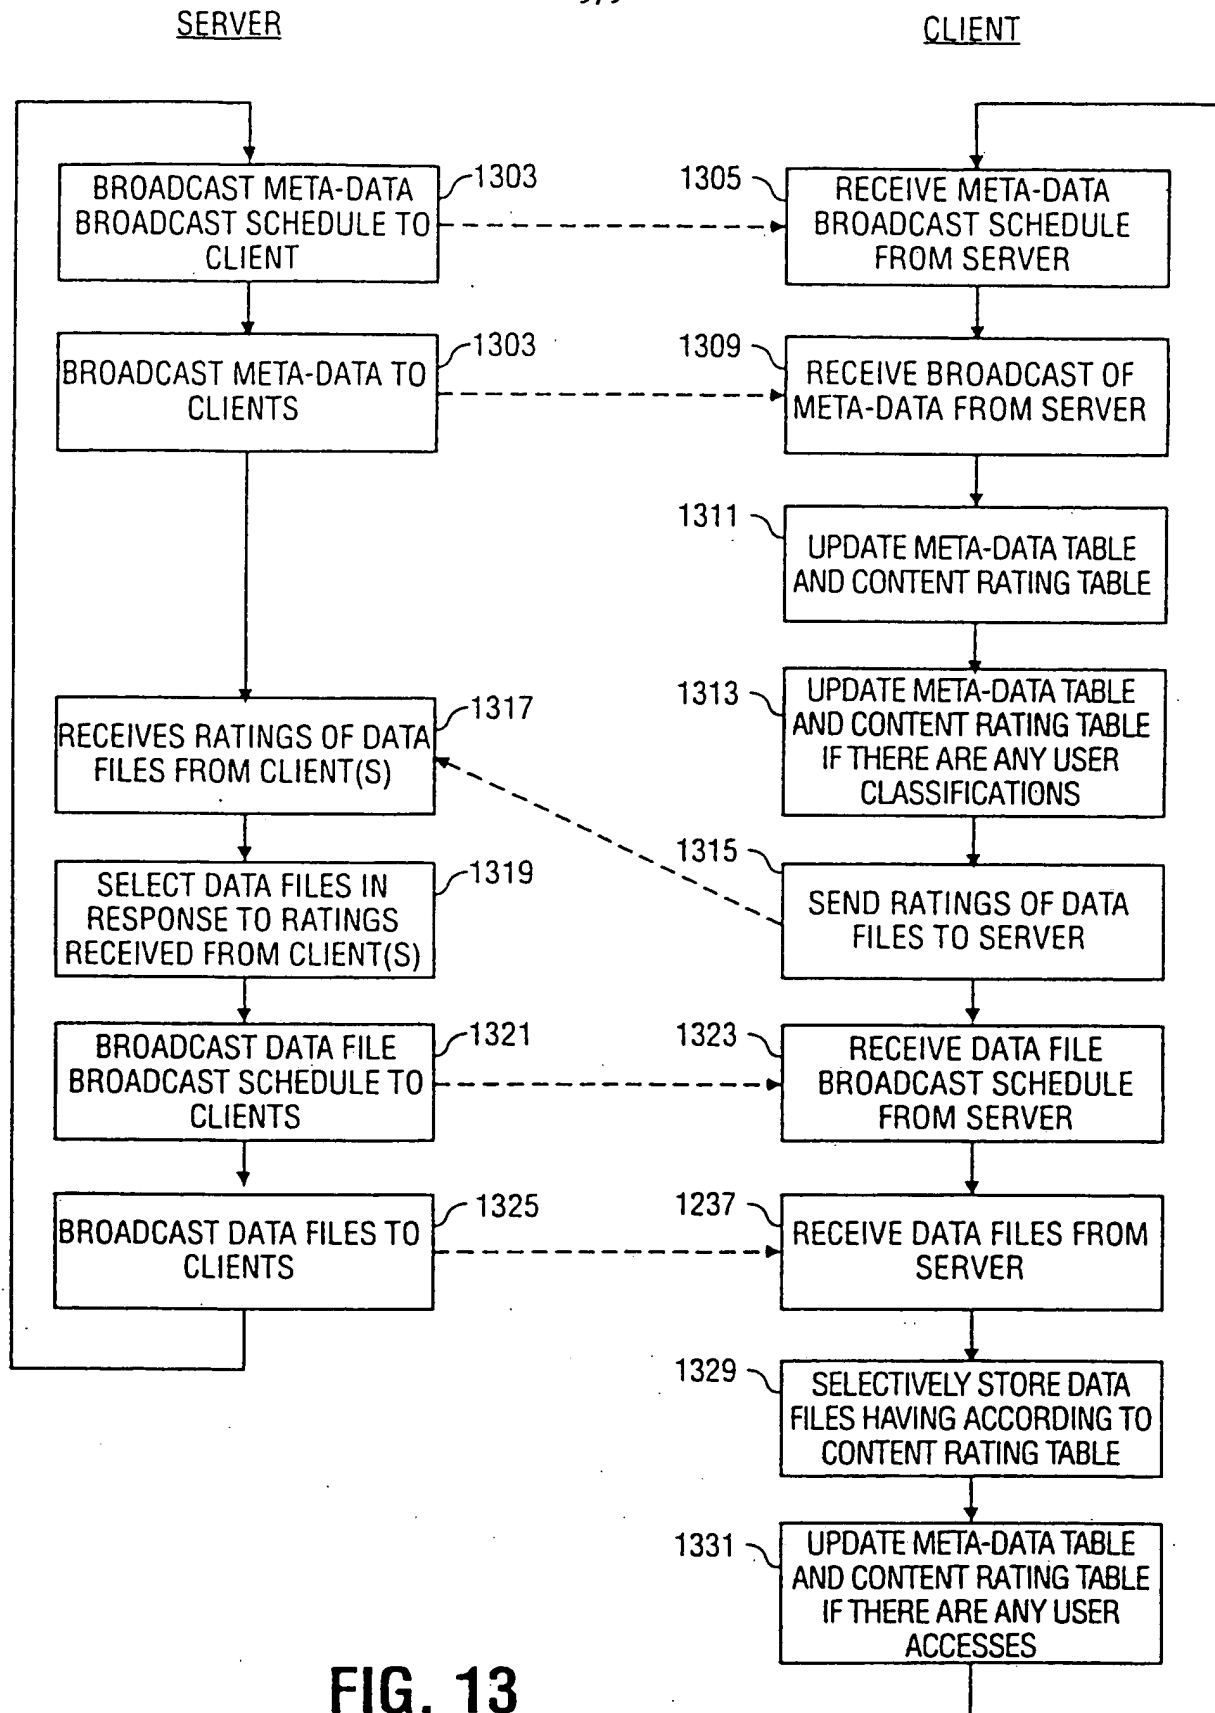 SERVER
CLIENT
BROADCAST META-DATA
BROADCAST SCHEDULE TO
CLIENT
1303
1305
RECEIVE META-DATA
BROADCAST SCHEDULE
FROM SERVER
BROADCAST META-DATA TO
CLIENTS
1303
1309
RECEIVE BROADCAST OF
META-DATA FROM SERVER
1311
UPDATE META-DATA TABLE
AND CONTENT RATING TABLE
1313
UPDATE META-DATA TABLE
AND CONTENT RATING TABLE
IF THERE ARE ANY USER
CLASSIFICATIONS
RECEIVES RATINGS OF DATA
FILES FROM CLIENT(S)
1317
1315
SEND RATINGS OF DATA
FILES TO SERVER
SELECT DATA FILES IN
RESPONSE TO RATINGS
RECEIVED FROM CLIENT(S)
1319
BROADCAST DATA FILE
BROADCAST SCHEDULE TO
CLIENTS
1321
1323
RECEIVE DATA FILE
BROADCAST SCHEDULE
FROM SERVER
BROADCAST DATA FILES TO
CLIENTS
1325
1237
RECEIVE DATA FILES FROM
SERVER
1329
SELECTIVELY STORE DATA
FILES HAVING ACCORDING TO
CONTENT RATING TABLE
1331
UPDATE META-DATA TABLE
AND CONTENT RATING TABLE
IF THERE ARE ANY USER
ACCESSES
FIG. 13